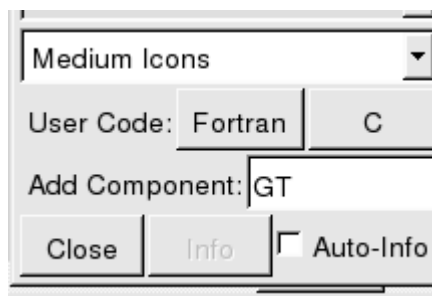 Medium Icons
User Code: Fortran C
Add Component: GT
Close Info Auto-Info